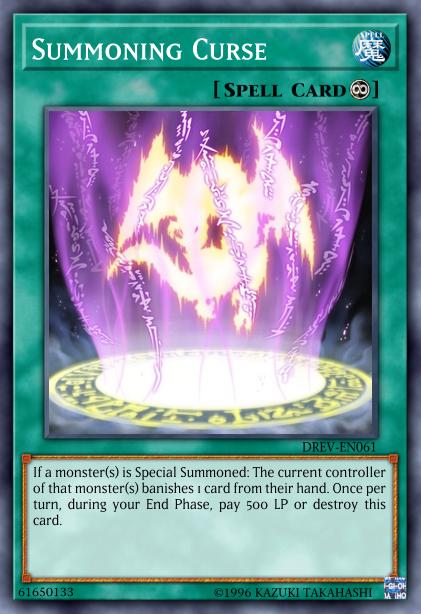 SUMMONING CURSE
SPELL
魔
[SPELL CARD]
DREV-EN061
If a monster(s) is Special Summoned: The current controller
of that monster(s) banishes 1 card from their hand. Once per
turn, during your End Phase, pay 500 LP or destroy this
card.
61650133
©1996 KAZUKI TAKAHASHI